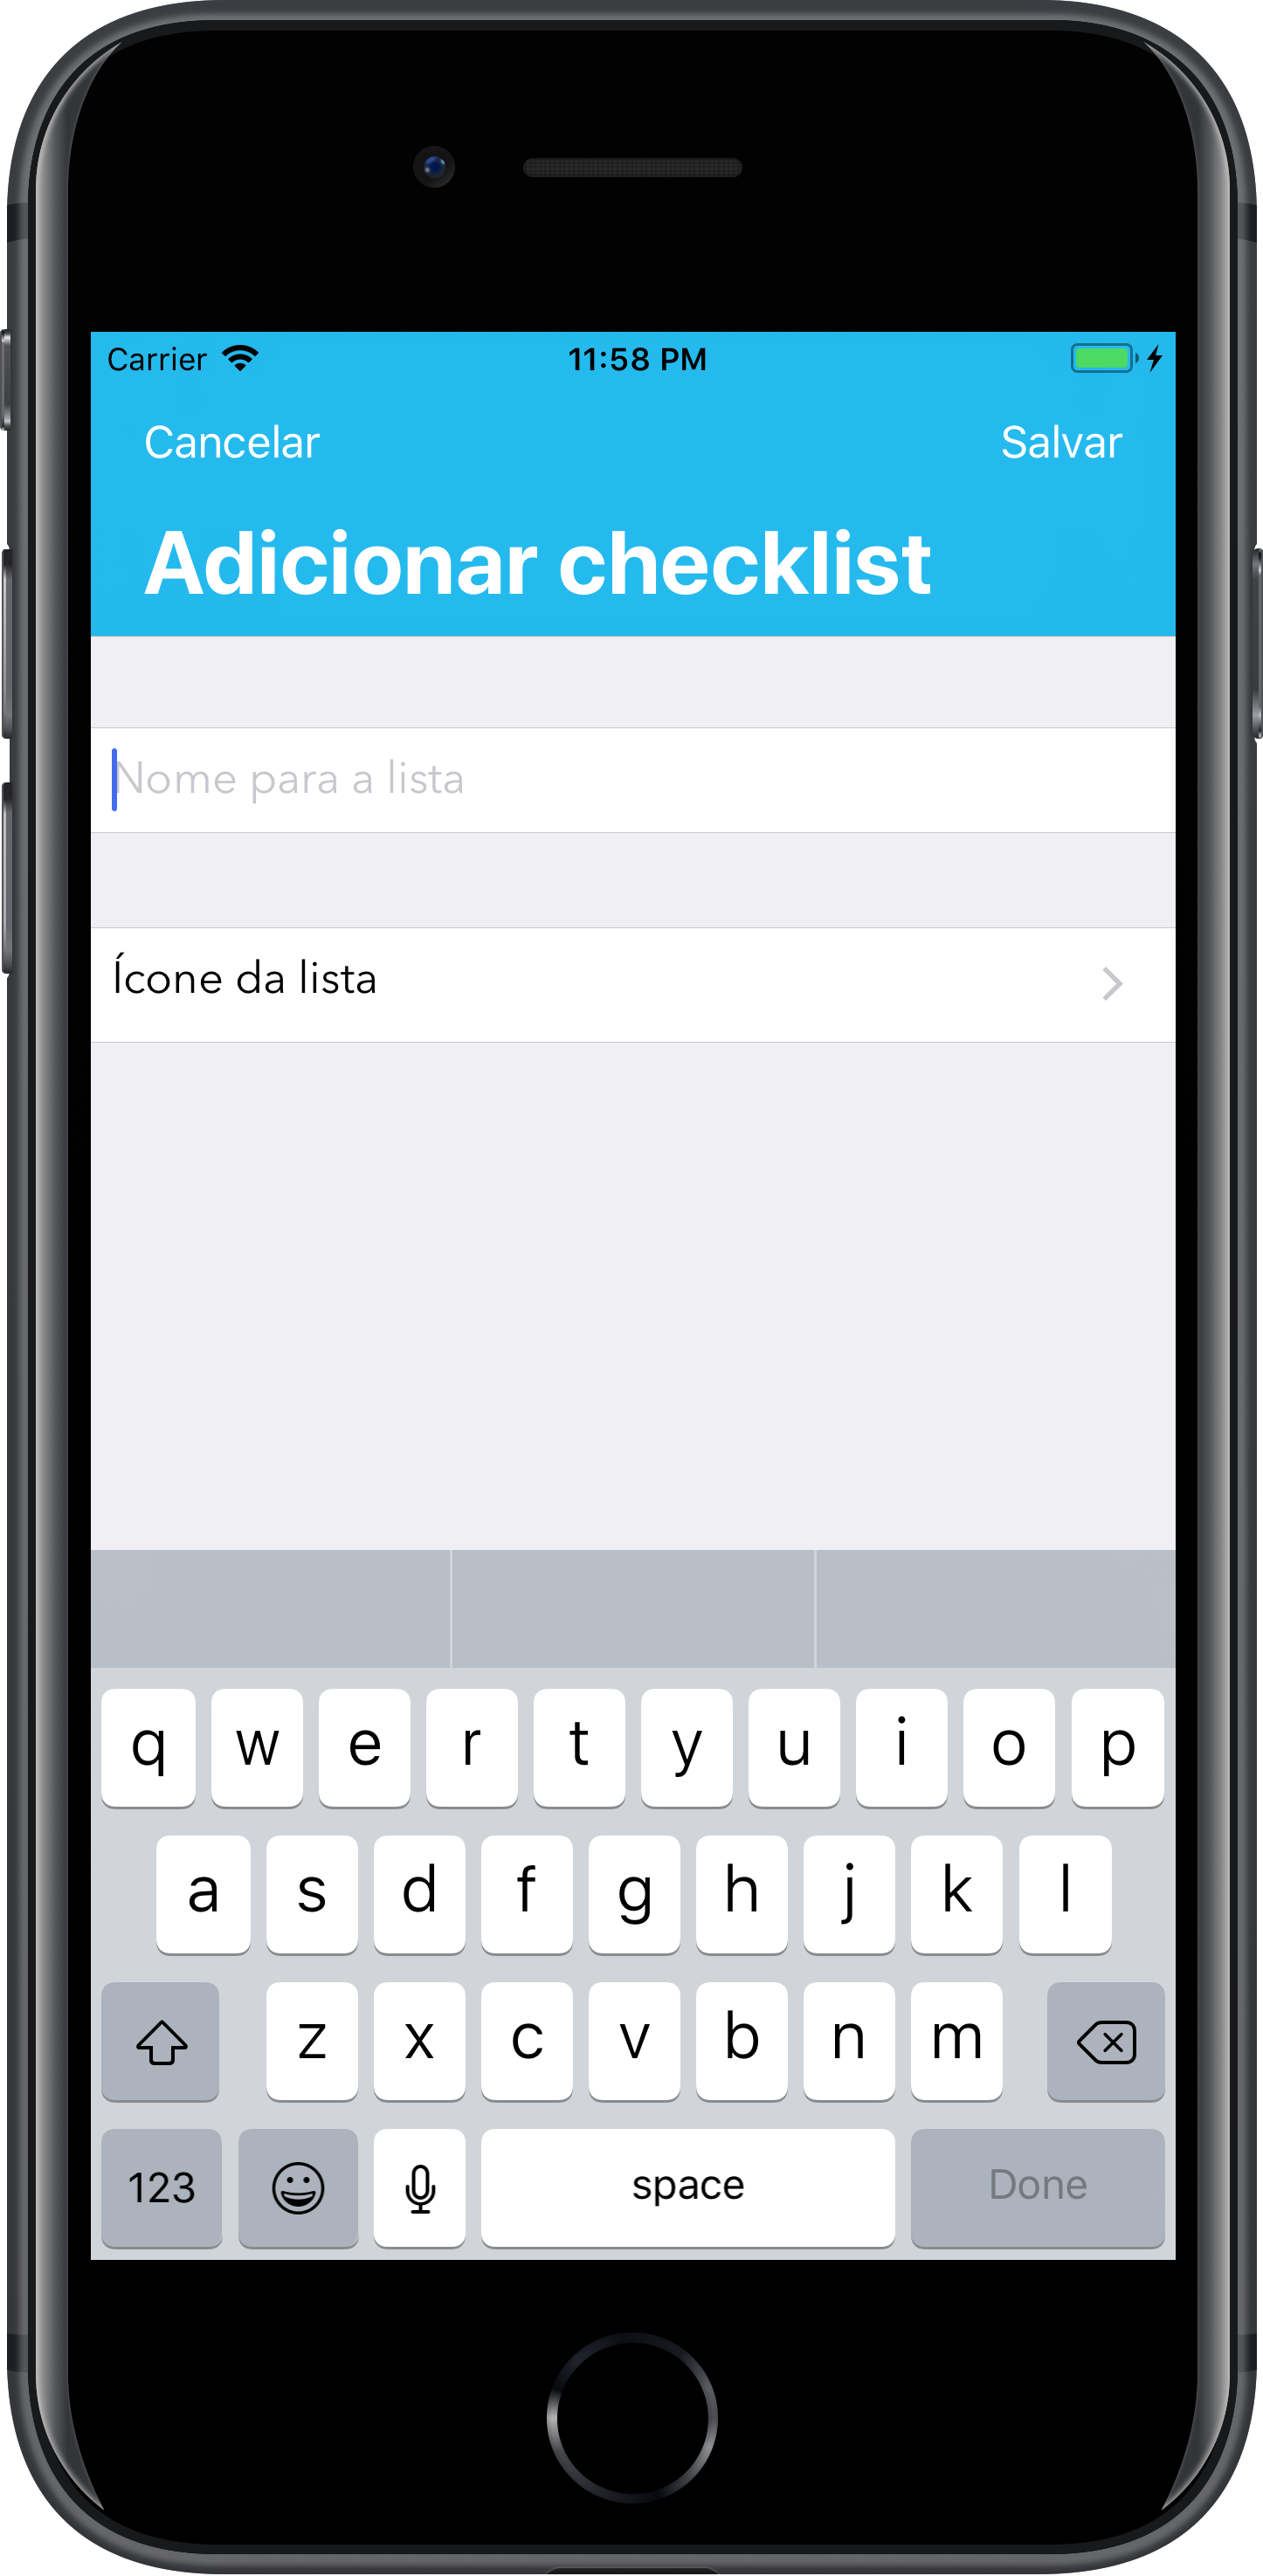 Carrier 11:58 PM
Cancelar Salvar
Adicionar checklist
Nome para a lista
Ícone da lista
q w e r t y u i o p
a s d f g h j k l
z x c v b n m
123 space Done